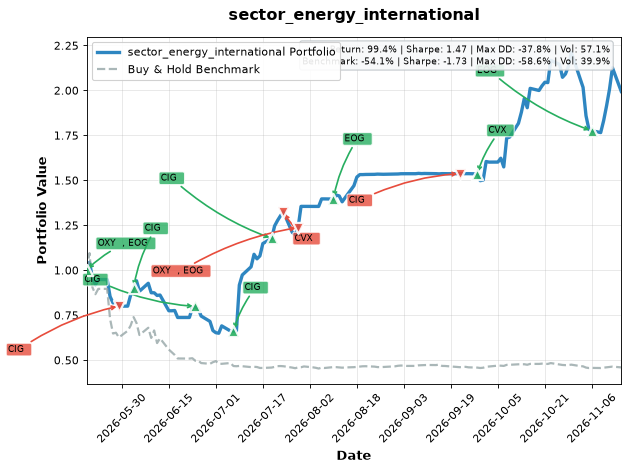 sector_energy_international
sector_energy_international Portfolio
Buy & Hold Benchmark
turn: 99.4% | Sharpe: 1.47 | Max DD: -37.8% | Vol: 57.1%
Benchmark: -54.1% | Sharpe: -1.73 | Max DD: -58.6% | Vol: 39.9%
EOG
CVX
EOG
CIG
CIG
CIG
OXY , EOG
CVX
OXY , EOG
CIG
CIG
CIG
2.25
2.00
1.75
1.50
1.25
1.00
0.75
0.50
Portfolio Value
2026-05-30
2026-06-15
2026-07-01
2026-07-17
2026-08-02
2026-08-18
2026-09-03
2026-09-19
2026-10-05
2026-10-21
2026-11-06
Date